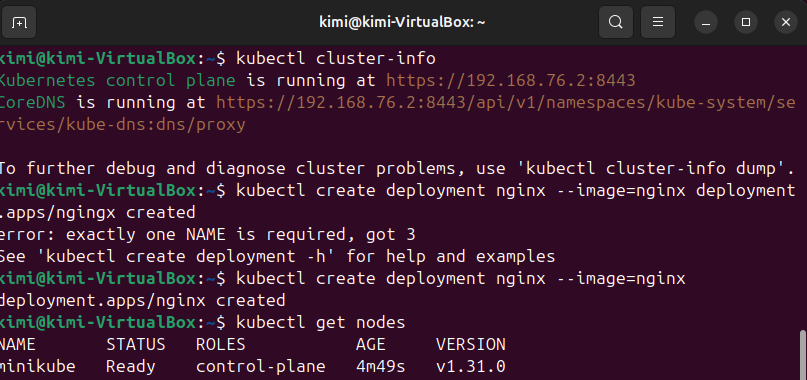 kimi@kimi-VirtualBox: ~
kimi@kimi-VirtualBox:~$ kubectl cluster-info
Kubernetes control plane is running at https://192.168.76.2:8443
CoreDNS is running at https://192.168.76.2:8443/api/v1/namespaces/kube-system/se
rvices/kube-dns:dns/proxy
To further debug and diagnose cluster problems, use 'kubectl cluster-info dump'.
kimi@kimi-VirtualBox:~$ kubectl create deployment nginx --image=nginx deployment
.apps/ngingx created
error: exactly one NAME is required, got 3
See 'kubectl create deployment -h' for help and examples
kimi@kimi-VirtualBox:~$ kubectl create deployment nginx --image=nginx
deployment.apps/nginx created
kimi@kimi-VirtualBox:~$ kubectl get nodes
NAME STATUS ROLES AGE VERSION
minikube Ready control-plane 4m49s v1.31.0